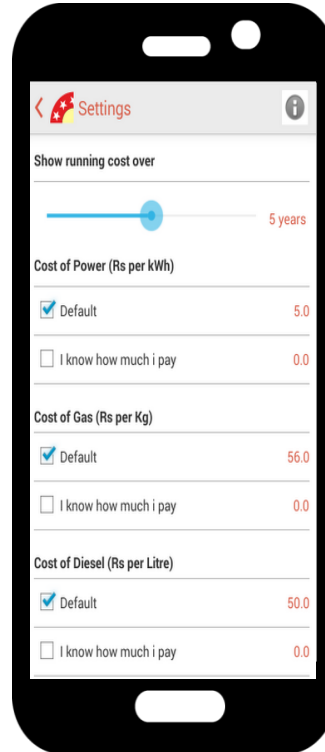 Settings
Show running cost over
5 years
Cost of Power (Rs per kWh)
Default 5.0
I know how much i pay 0.0
Cost of Gas (Rs per Kg)
Default 56.0
I know how much i pay 0.0
Cost of Diesel (Rs per Litre)
Default 50.0
I know how much i pay 0.0